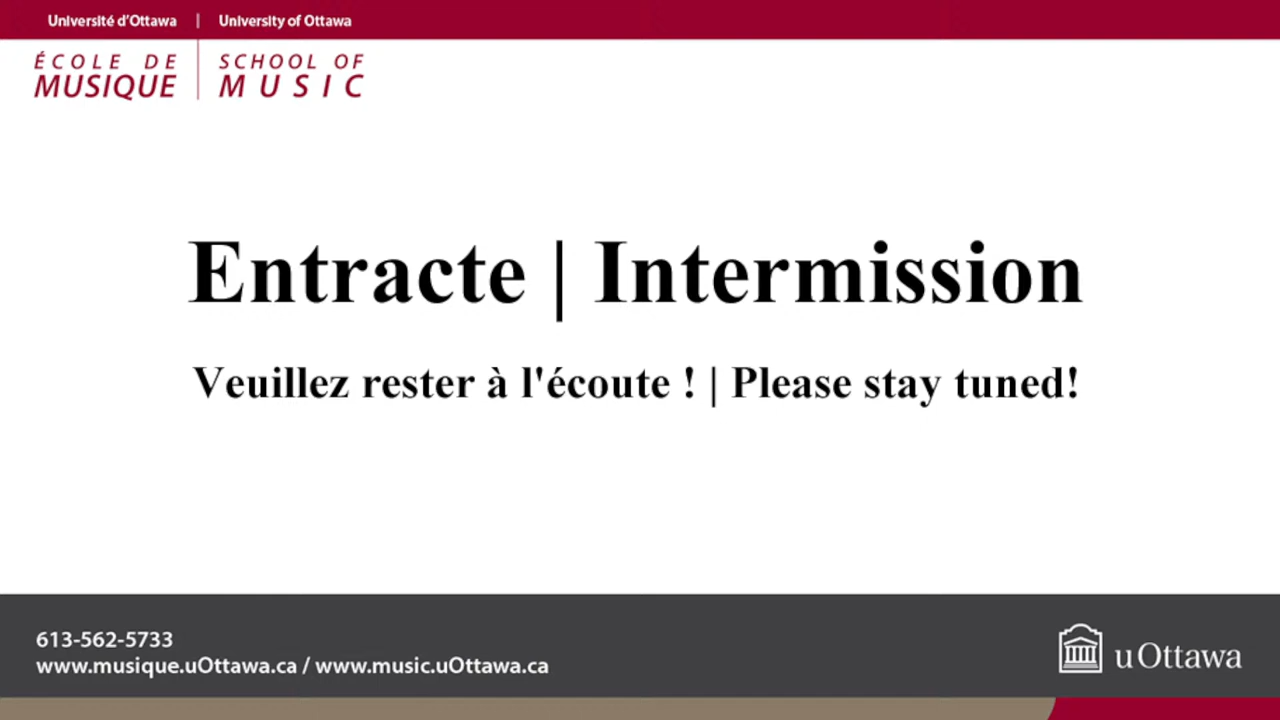 Université d'Ottawa | University of Ottawa
ÉCOLE DE MUSIQUE | SCHOOL OF MUSIC
Entracte | Intermission
Veuillez rester à l'écoute ! | Please stay tuned!
613-562-5733
www.musique.uOttawa.ca / www.music.uOttawa.ca
uOttawa